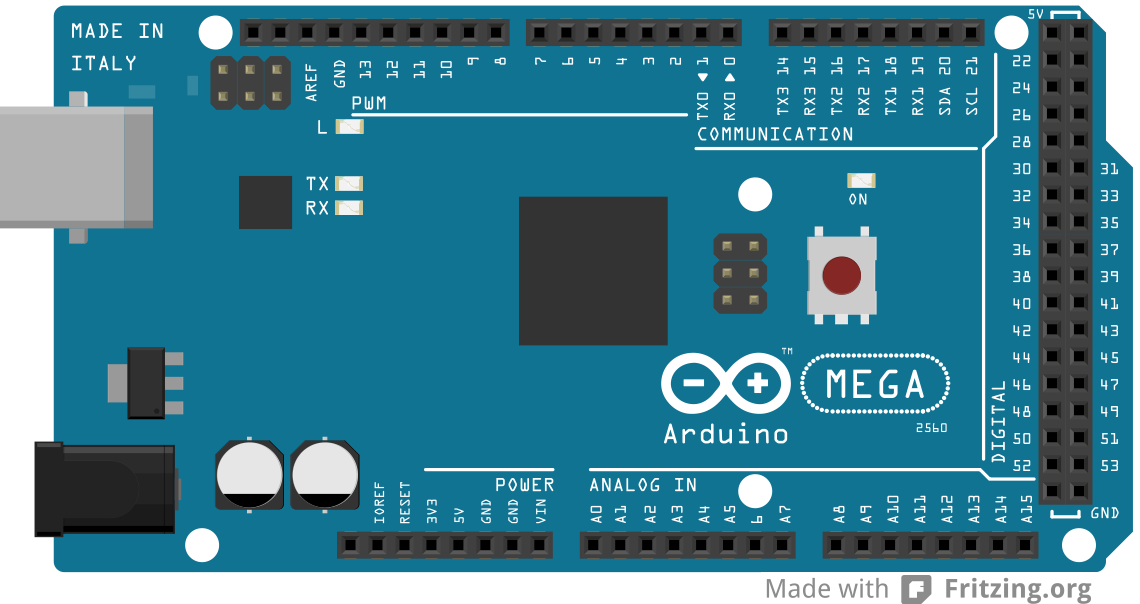 MADE IN
ITALY
5V
AREF
GND
13
12
11
10
9
8
7
6
5
4
3
2
TX0 ◄ 1
RX0 ► 0
TX3 14
RX3 15
TX2 16
RX2 17
TX1 18
RX1 19
SDA 20
SCL 21
PWM
COMMUNICATION
L
TX
RX
ON
22
24
26
28
30 31
32 33
34 35
36 37
38 39
40 41
42 43
44 45
46 47
48 49
50 51
52 53
DIGITAL
GND
TM
MEGA
2560
Arduino
POWER
ANALOG IN
IOREF
RESET
3V3
5V
GND
GND
VIN
A0
A1
A2
A3
A4
A5
6
A7
A8
A9
A10
A11
A12
A13
A14
A15
Made with Fritzing.org